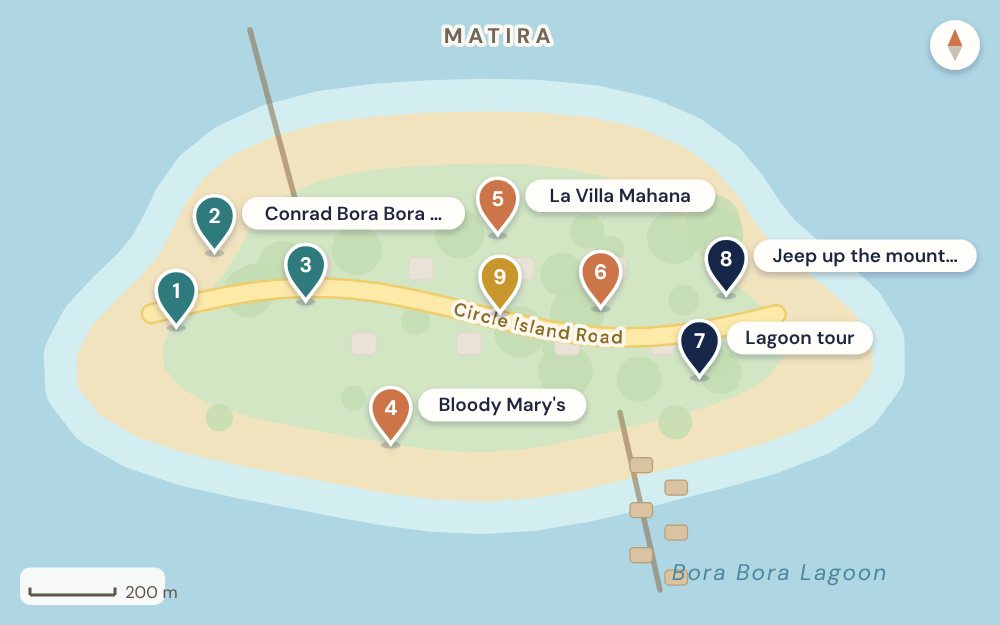 MATIRA
2
Conrad Bora Bora ...
5
La Villa Mahana
1
3
9
6
8
Jeep up the mount...
Circle Island Road
7
Lagoon tour
4
Bloody Mary's
Bora Bora Lagoon
200 m